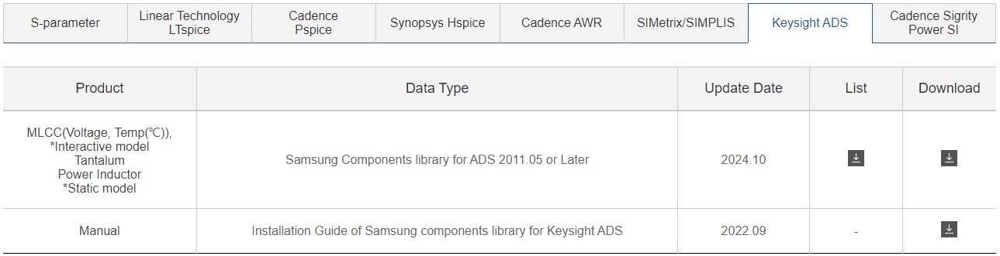 S-parameter
Linear Technology
LTspice
Cadence
Pspice
Synopsys Hspice
Cadence AWR
SIMetrix/SIMPLIS
Keysight ADS
Cadence Sigrity
Power SI
Product
Data Type
Update Date
List
Download
MLCC(Voltage, Temp(℃)),
*Interactive model
Tantalum
Power Inductor
*Static model
Samsung Components library for ADS 2011.05 or Later
2024.10
Manual
Installation Guide of Samsung components library for Keysight ADS
2022.09
-